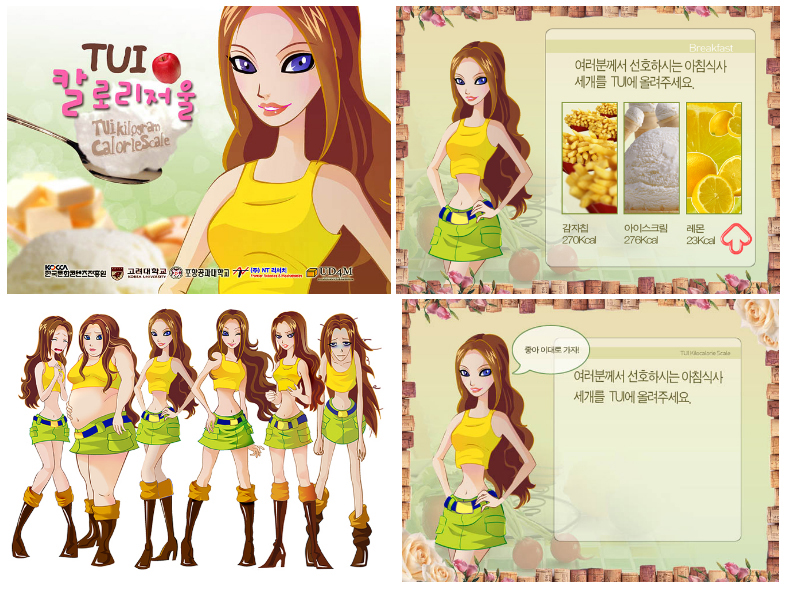 TUI
칼로리저울
TUI kilogram
Calorie Scale
KOCCA
한국문화콘텐츠진흥원
고려대학교
KOREA UNIVERSITY
포항공과대학교
(주) NT 리서치
Breakfast
여러분께서 선호하시는 아침식사
세개를 TUI에 올려주세요.
감자칩
270Kcal
아이스크림
276Kcal
레몬
23Kcal
좋아 이대로 가자!
여러분께서 선호하시는 아침식사
세개를 TUI에 올려주세요.